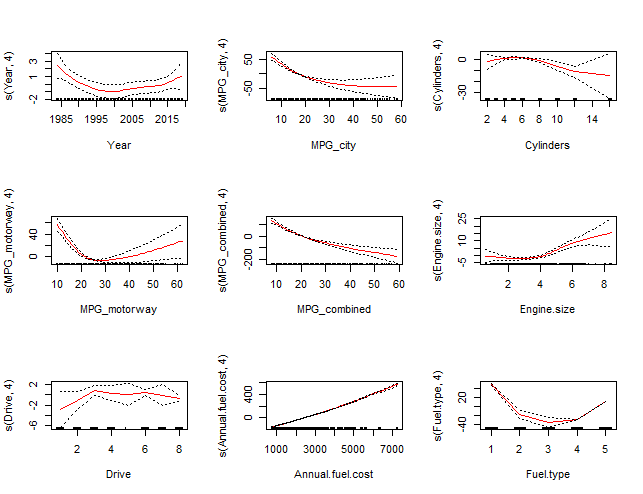 s(Year, 4)
-2 1 3
1985 1995 2005 2015
Year
s(MPG_city, 4)
-50 0 50
10 20 30 40 50 60
MPG_city
s(Cylinders, 4)
-30 0
2 4 6 8 10 14
Cylinders
s(MPG_motorway, 4)
0 40
10 20 30 40 50 60
MPG_motorway
s(MPG_combined, 4)
-200 0
10 20 30 40 50 60
MPG_combined
s(Engine.size, 4)
-5 5 15 25
2 4 6 8
Engine.size
s(Drive, 4)
-6 -2 2
2 4 6 8
Drive
s(Annual.fuel.cost, 4)
0 400
1000 3000 5000 7000
Annual.fuel.cost
s(Fuel.type, 4)
-40 0 40
1 2 3 4 5
Fuel.type